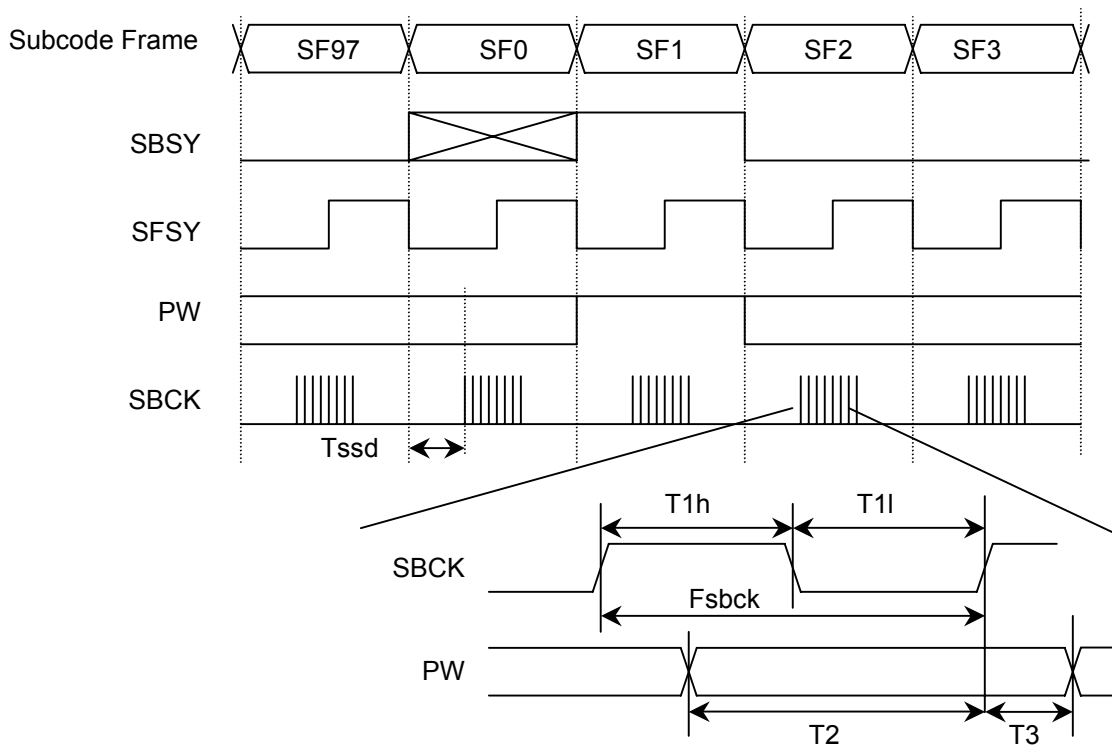 Subcode Frame SF97 SF0 SF1 SF2 SF3
SBSY
SFSY
PW
SBCK
Tssd
T1h T1l
SBCK
Fsbck
PW
T2 T3